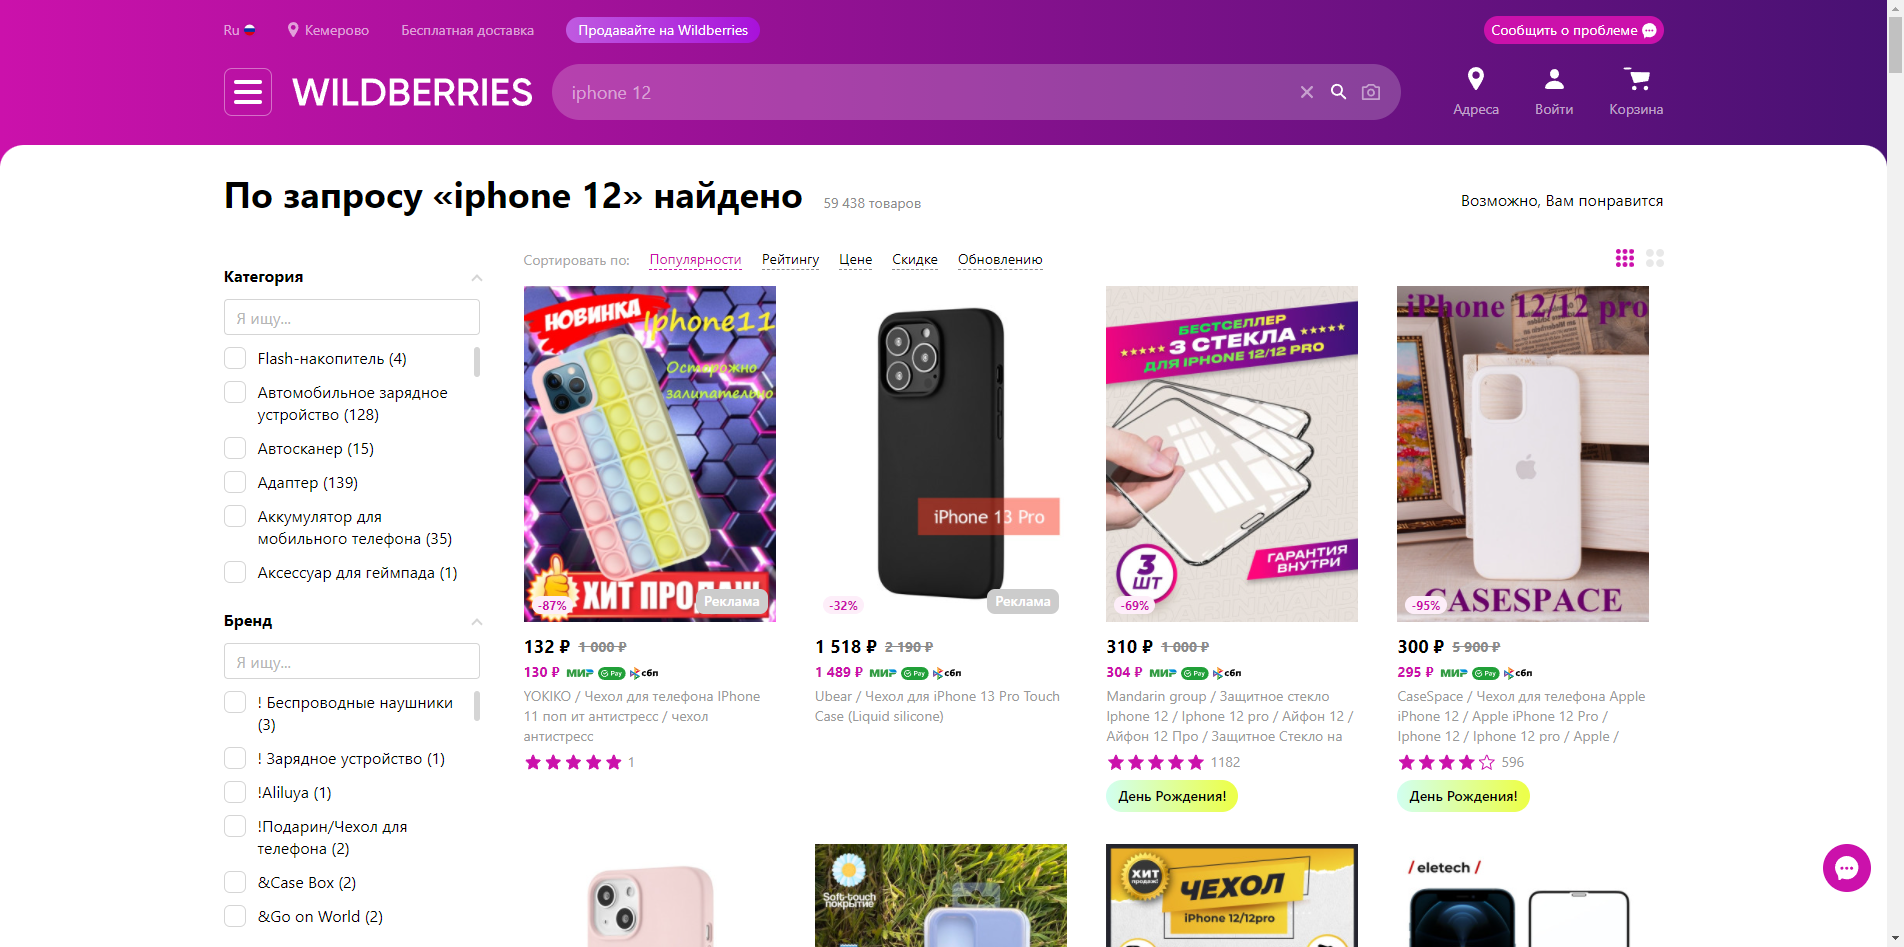 Ru
Кемерово
Бесплатная доставка
Продавайте на Wildberries
Сообщить о проблеме
WILDBERRIES
iphone 12
Адреса
Войти
Корзина
По запросу «iphone 12» найдено
59 438 товаров
Возможно, Вам понравится
Категория
Я ищу...
Flash-накопитель (4)
Автомобильное зарядное
устройство (128)
Автосканер (15)
Адаптер (139)
Аккумулятор для
мобильного телефона (35)
Аксессуар для геймпада (1)
Бренд
Я ищу...
! Беспроводные наушники
(3)
! Зарядное устройство (1)
!Aliluya (1)
!Подарин/Чехол для
телефона (2)
&Case Box (2)
&Go on World (2)
Сортировать по:
Популярности
Рейтингу
Цене
Скидке
Обновлению
НОВИНКА
Iphone11
Осторожно
залипательно
ХИТ ПРОДАЖ
-87%
Реклама
132 ₽ 1 000 ₽
130 ₽ МИР Pay сбп
YOKIKO / Чехол для телефона IPhone
11 поп ит антистресс / чехол
антистресс
1
iPhone 13 Pro
-32%
Реклама
1 518 ₽ 2 190 ₽
1 489 ₽ МИР Pay сбп
Ubear / Чехол для iPhone 13 Pro Touch
Case (Liquid silicone)
БЕСТСЕЛЛЕР
3 СТЕКЛА
ДЛЯ IPHONE 12/12 PRO
3
ШТ
ГАРАНТИЯ
ВНУТРИ
-69%
310 ₽ 1 000 ₽
304 ₽ МИР Pay сбп
Mandarin group / Защитное стекло
Iphone 12 / Iphone 12 pro / Айфон 12 /
Айфон 12 Про / Защитное Стекло на
1182
День Рождения!
iPhone 12/12 pro
CASESPACE
-95%
300 ₽ 5 900 ₽
295 ₽ МИР Pay сбп
CaseSpace / Чехол для телефона Apple
iPhone 12 / Apple iPhone 12 Pro /
Iphone 12 / Iphone 12 pro / Apple /
596
День Рождения!
Soft-touch
покрытие
ХИТ
продаж!
ЧЕХОЛ
iPhone 12/12pro
/ eletech /